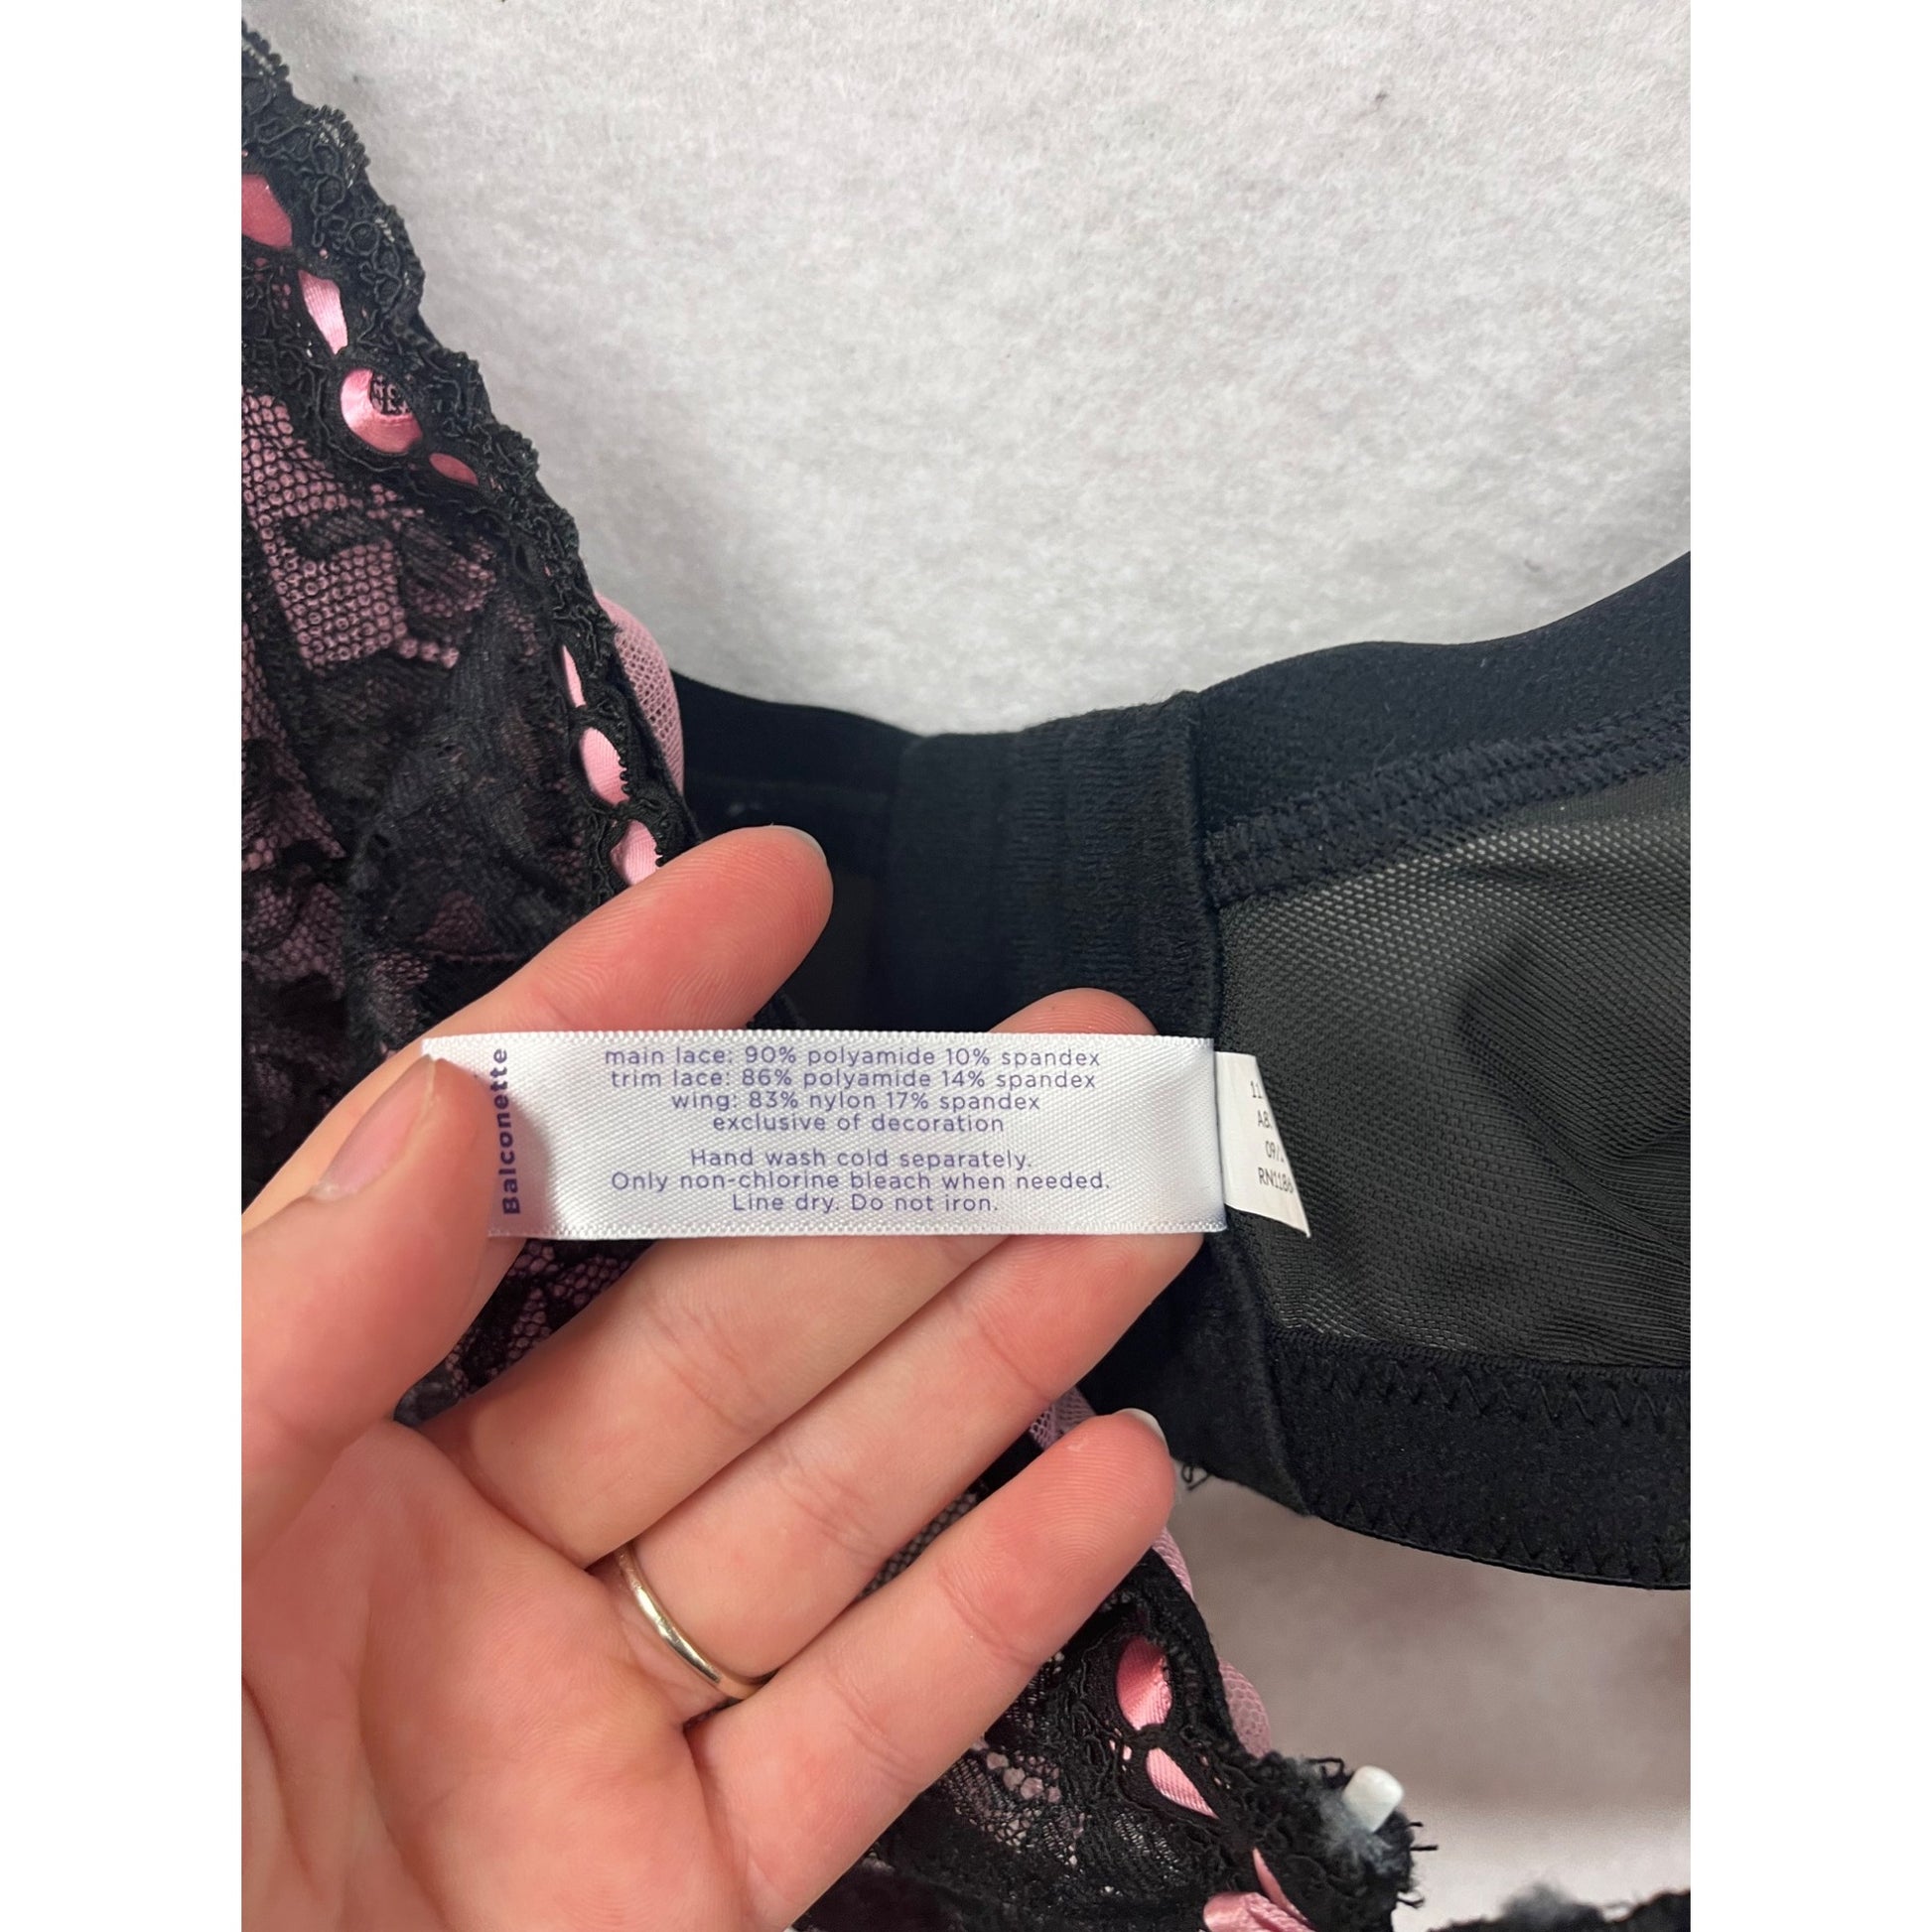 Balconette
main lace: 90% polyamide 10% spandex
trim lace: 86% polyamide 14% spandex
wing: 83% nylon 17% spandex
exclusive of decoration
Hand wash cold separately.
Only non-chlorine bleach when needed.
Line dry. Do not iron.